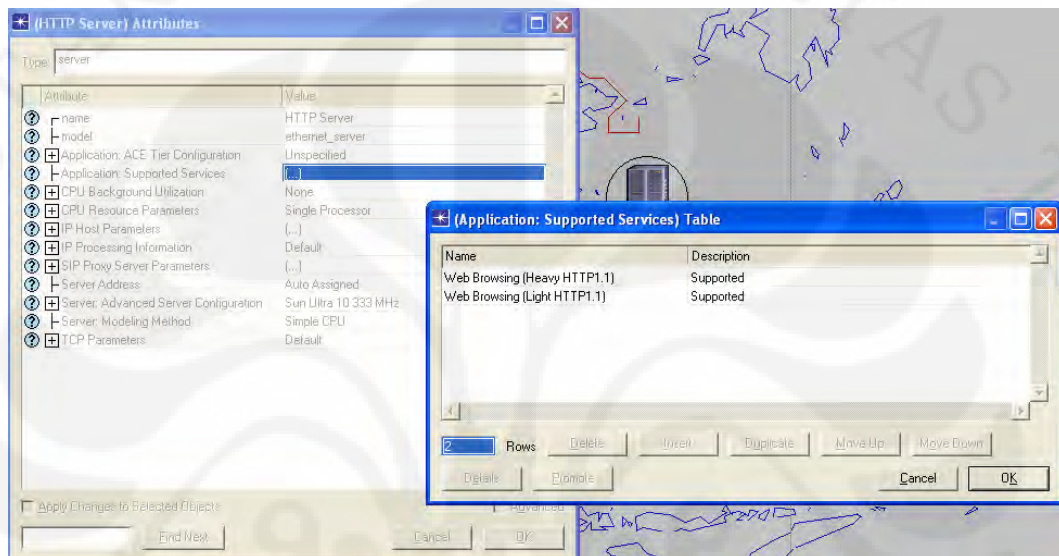 (HTTP Server) Attributes
Type: server
Attribute Value
name HTTP Server
model ethernet_server
Application: ACE Tier Configuration Unspecified
Application: Supported Services (...)
CPU Background Utilization None
CPU Resource Parameters Single Processor
IP Host Parameters (...)
IP Processing Information Default
SIP Proxy Server Parameters (...)
Server Address Auto Assigned
Server: Advanced Server Configuration Sun Ultra 10 333 MHz
Server: Modeling Method Simple CPU
TCP Parameters Default
Apply Changes to Selected Objects Advanced
Find Next Cancel OK
(Application: Supported Services) Table
Name Description
Web Browsing (Heavy HTTP1.1) Supported
Web Browsing (Light HTTP1.1) Supported
2 Rows Delete Insert Duplicate Move Up Move Down
Details Promote Cancel OK